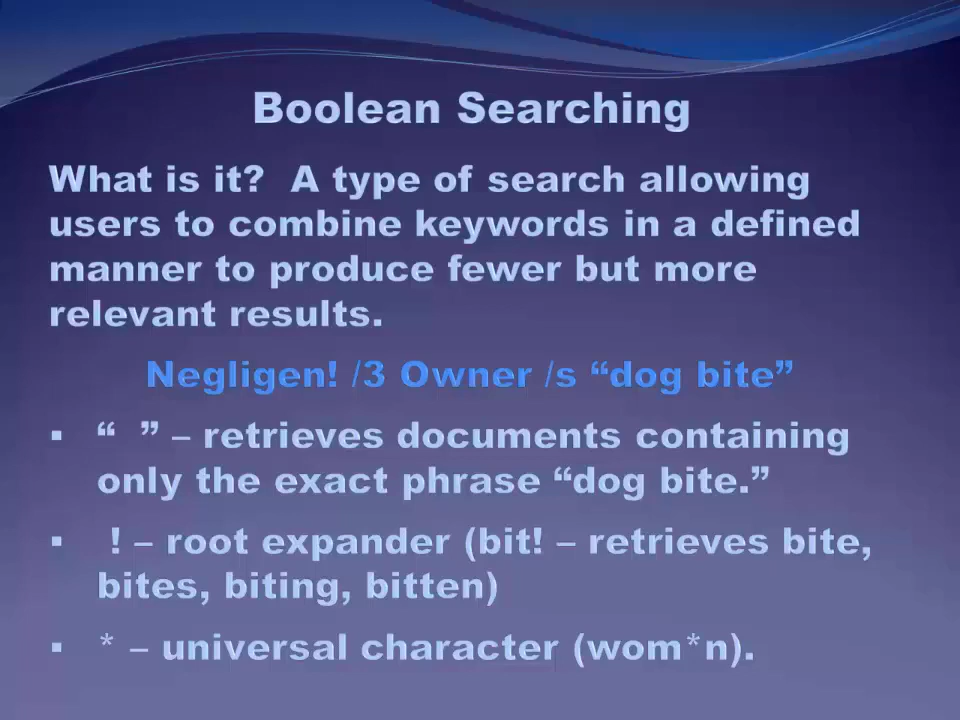 Boolean Searching
What is it?  A type of search allowing
users to combine keywords in a defined
manner to produce fewer but more
relevant results.
Negligen! /3 Owner /s “dog bite”
▪ “  ” – retrieves documents containing
only the exact phrase “dog bite.”
▪ ! – root expander (bit! – retrieves bite,
bites, biting, bitten)
▪ * – universal character (wom*n).